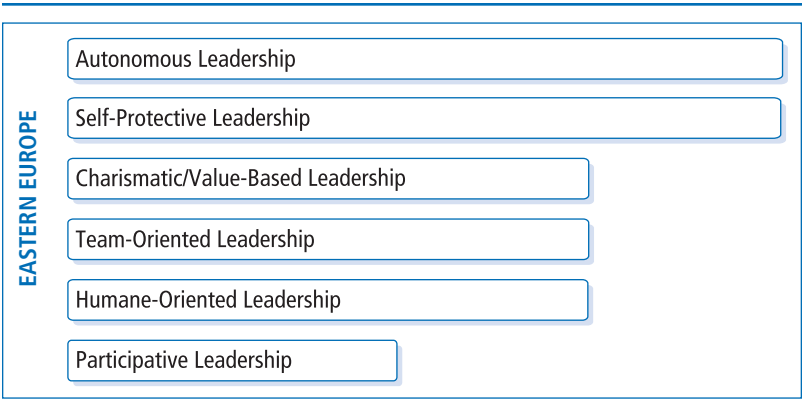 EASTERN EUROPE
Autonomous Leadership
Self-Protective Leadership
Charismatic/Value-Based Leadership
Team-Oriented Leadership
Humane-Oriented Leadership
Participative Leadership